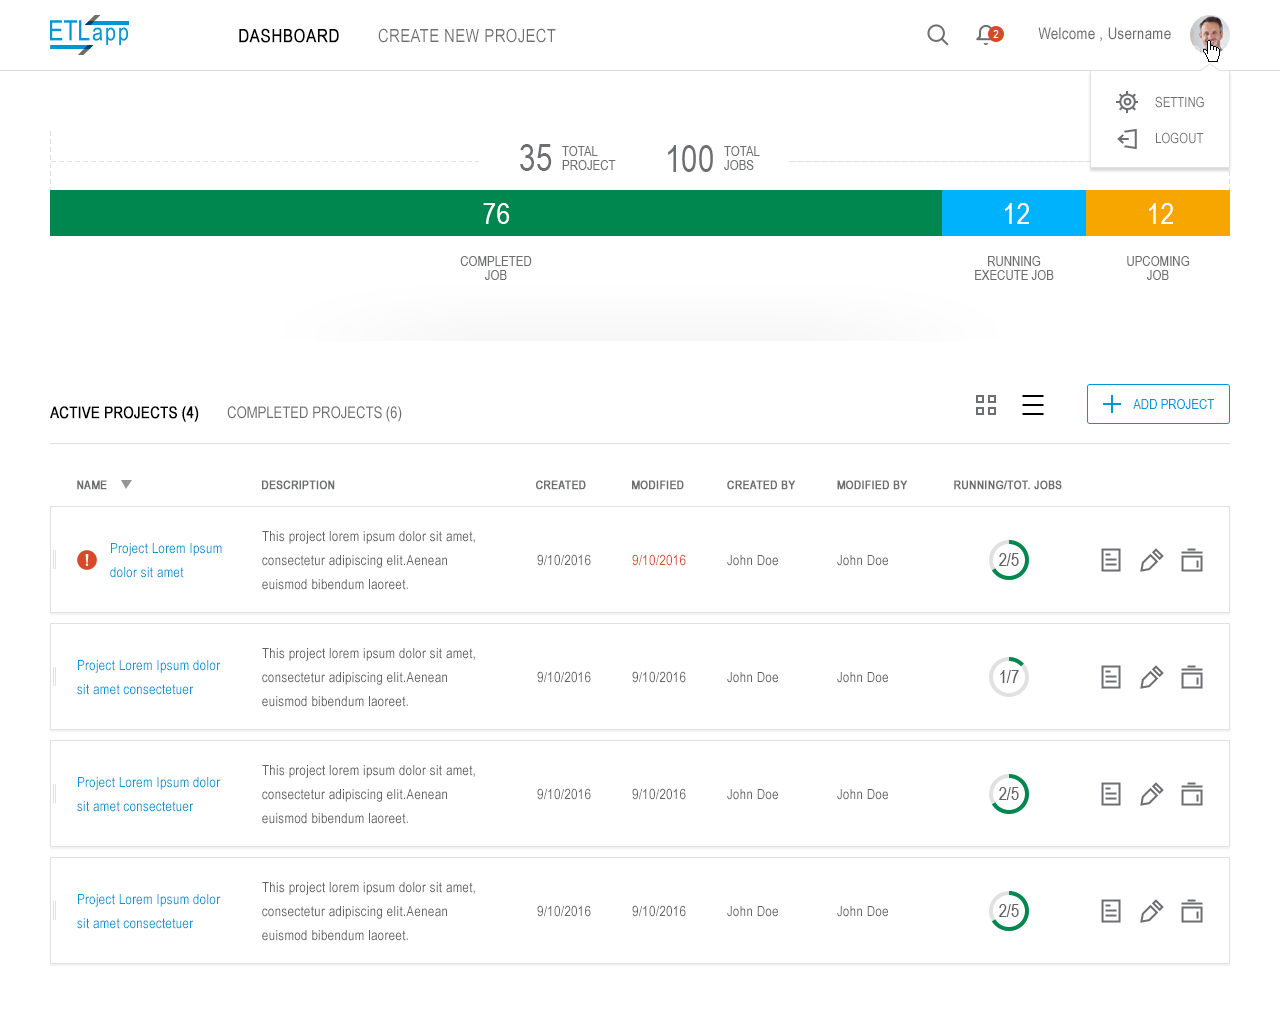 ETLapp
DASHBOARD
CREATE NEW PROJECT
2
Welcome , Username
SETTING
LOGOUT
35 TOTAL
PROJECT
100 TOTAL
JOBS
76
12
12
COMPLETED
JOB
RUNNING
EXECUTE JOB
UPCOMING
JOB
ACTIVE PROJECTS (4)
COMPLETED PROJECTS (6)
ADD PROJECT
NAME
DESCRIPTION
CREATED
MODIFIED
CREATED BY
MODIFIED BY
RUNNING/TOT. JOBS
!
Project Lorem Ipsum
dolor sit amet
This project lorem ipsum dolor sit amet,
consectetur adipiscing elit.Aenean
euismod bibendum laoreet.
9/10/2016
9/10/2016
John Doe
John Doe
2/5
Project Lorem Ipsum dolor
sit amet consectetuer
This project lorem ipsum dolor sit amet,
consectetur adipiscing elit.Aenean
euismod bibendum laoreet.
9/10/2016
9/10/2016
John Doe
John Doe
1/7
Project Lorem Ipsum dolor
sit amet consectetuer
This project lorem ipsum dolor sit amet,
consectetur adipiscing elit.Aenean
euismod bibendum laoreet.
9/10/2016
9/10/2016
John Doe
John Doe
2/5
Project Lorem Ipsum dolor
sit amet consectetuer
This project lorem ipsum dolor sit amet,
consectetur adipiscing elit.Aenean
euismod bibendum laoreet.
9/10/2016
9/10/2016
John Doe
John Doe
2/5